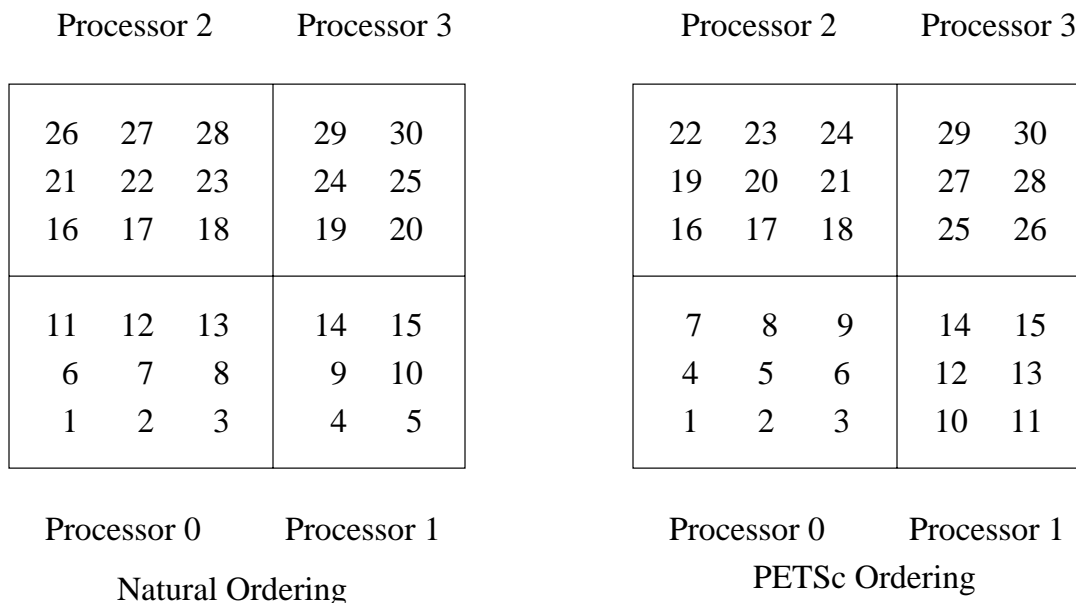 Processor 2 Processor 3
26 27 28 29 30
21 22 23 24 25
16 17 18 19 20
11 12 13 14 15
6 7 8 9 10
1 2 3 4 5
Processor 0 Processor 1
Natural Ordering
Processor 2 Processor 3
22 23 24 29 30
19 20 21 27 28
16 17 18 25 26
7 8 9 14 15
4 5 6 12 13
1 2 3 10 11
Processor 0 Processor 1
PETSc Ordering